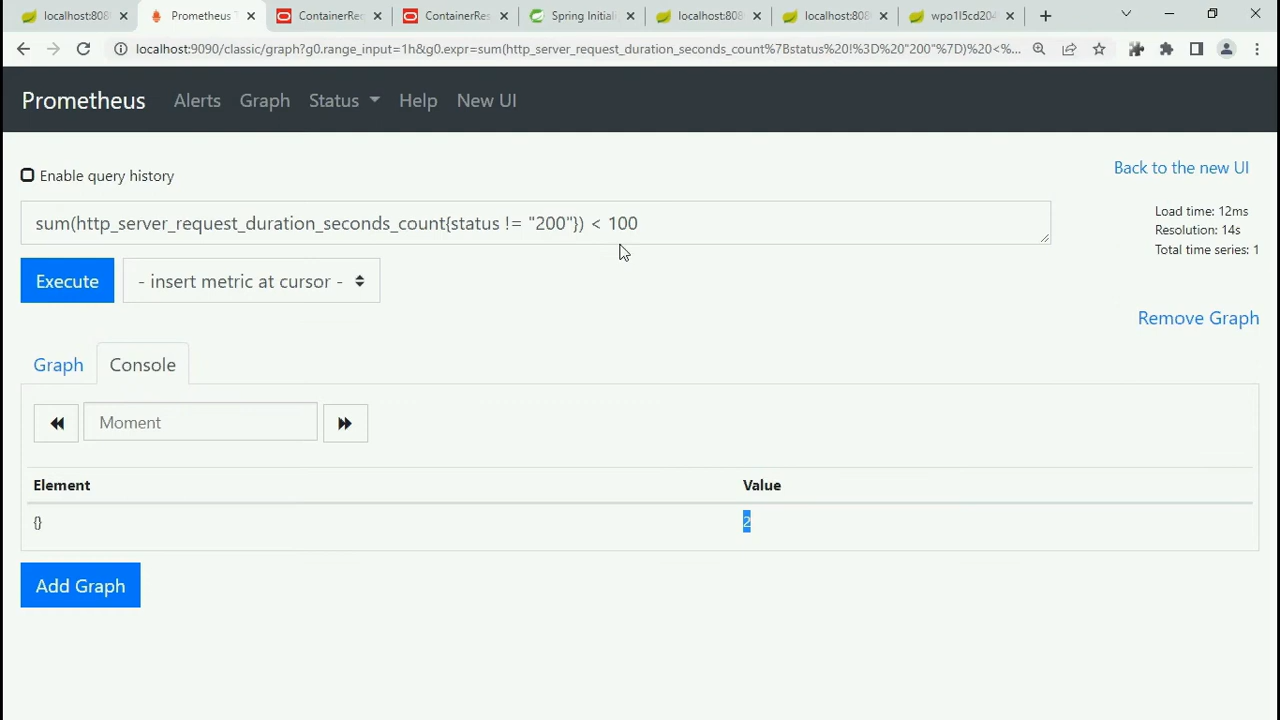 localhost:808
Prometheus T
ContainerRec
ContainerRes
Spring Initial
localhost:808
localhost:808
wpo1l5cd204
localhost:9090/classic/graph?g0.range_input=1h&g0.expr=sum(http_server_request_duration_seconds_count%7Bstatus%20!%3D%20"200"%7D)%20<%...
Prometheus
Alerts
Graph
Status
Help
New UI
Enable query history
Back to the new UI
sum(http_server_request_duration_seconds_count{status != "200"}) < 100
Load time: 12ms
Resolution: 14s
Total time series: 1
Execute
- insert metric at cursor -
Remove Graph
Graph
Console
Moment
Element
Value
{}
2
Add Graph